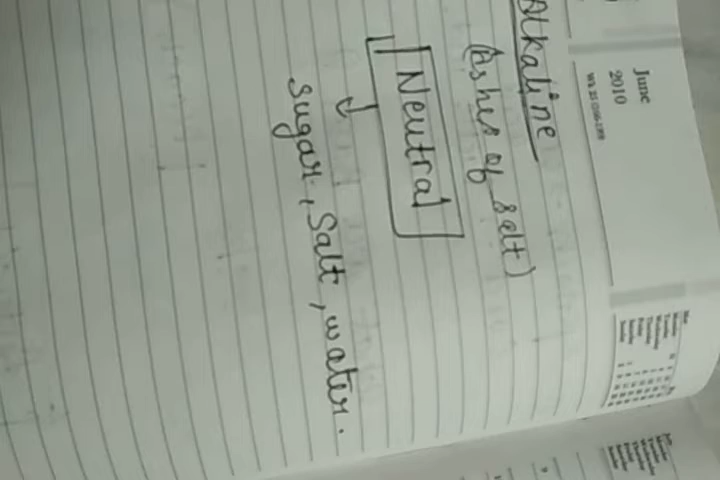 June
2010
Alkaline
(Ashes of salt)
Neutral
Sugar, Salt, water.